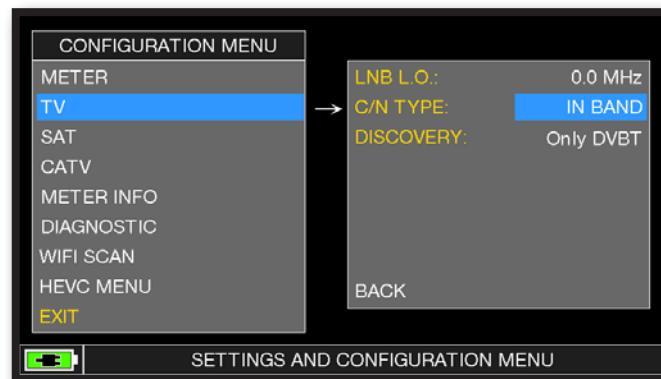 CONFIGURATION MENU
METER
TV
SAT
CATV
METER INFO
DIAGNOSTIC
WIFI SCAN
HEVC MENU
EXIT
→
LNB L.O.: 0.0 MHz
C/N TYPE: IN BAND
DISCOVERY: Only DVBT
BACK
SETTINGS AND CONFIGURATION MENU